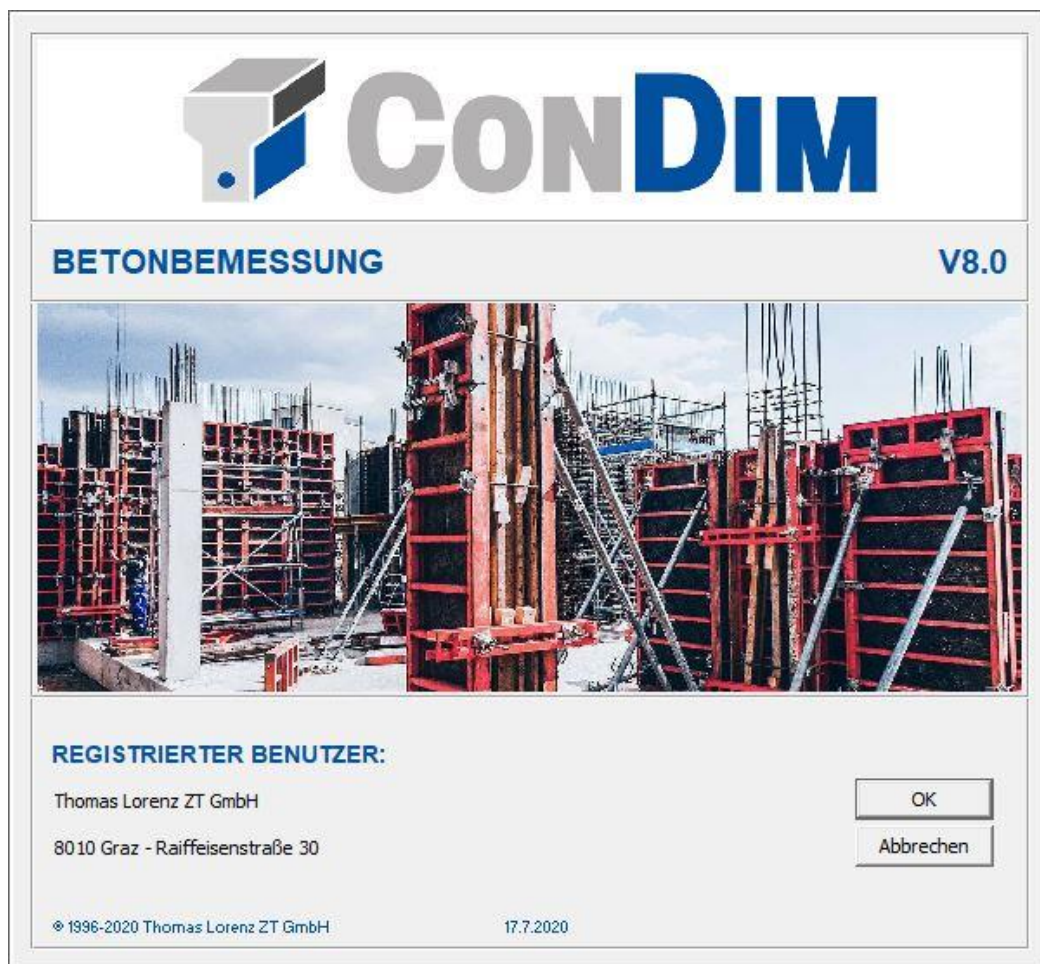 CONDIM
BETONBEMESSUNG V8.0
REGISTRIERTER BENUTZER:
Thomas Lorenz ZT GmbH
OK
8010 Graz - Raiffeisenstraße 30
Abbrechen
© 1996-2020 Thomas Lorenz ZT GmbH 17.7.2020